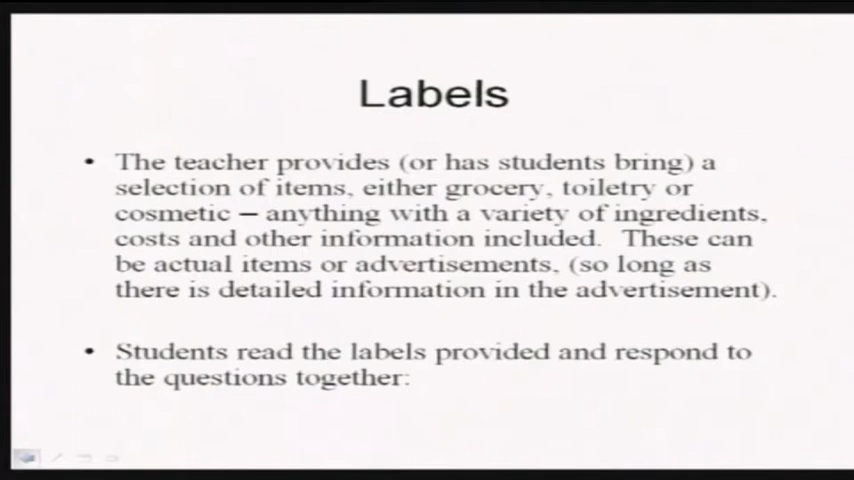 Labels
• The teacher provides (or has students bring) a
selection of items, either grocery, toiletry or
cosmetic – anything with a variety of ingredients,
costs and other information included. These can
be actual items or advertisements, (so long as
there is detailed information in the advertisement).
• Students read the labels provided and respond to
the questions together: